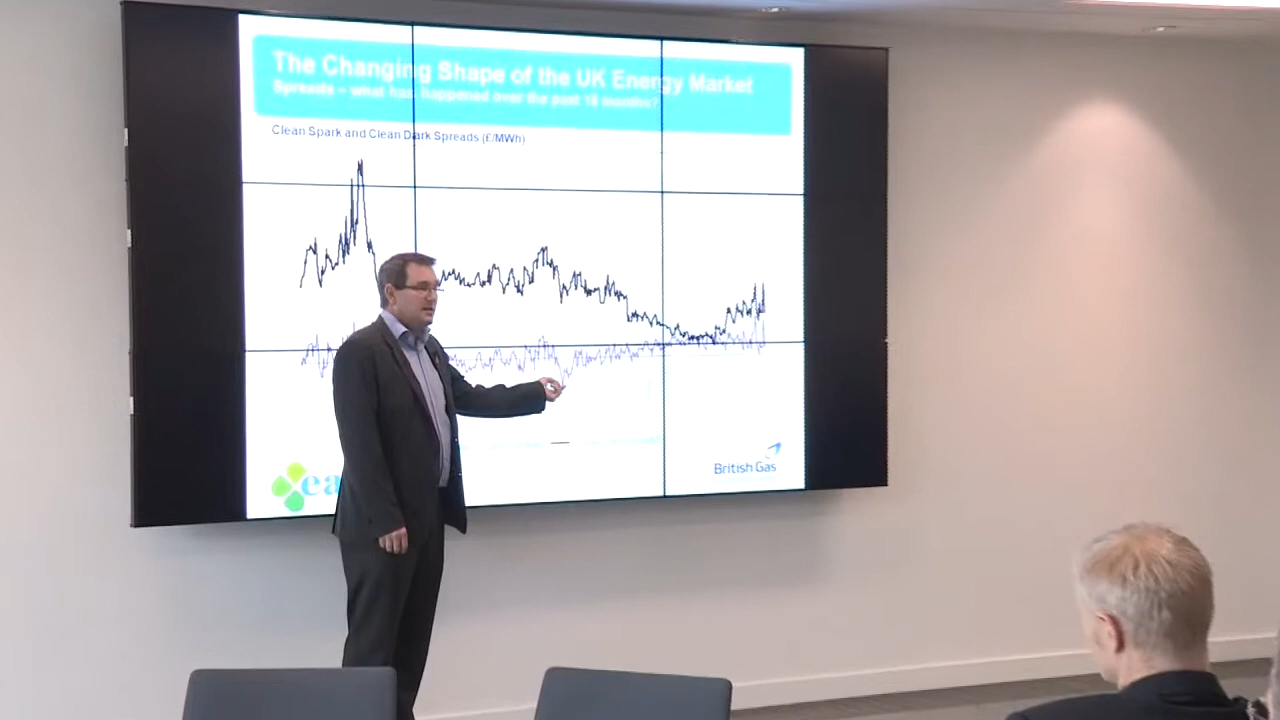 The Changing Shape of the UK Energy Market
Spreads – what has happened over the past 18 months?
Clean Spark and Clean Dark Spreads (£/MWh)
ea
British Gas